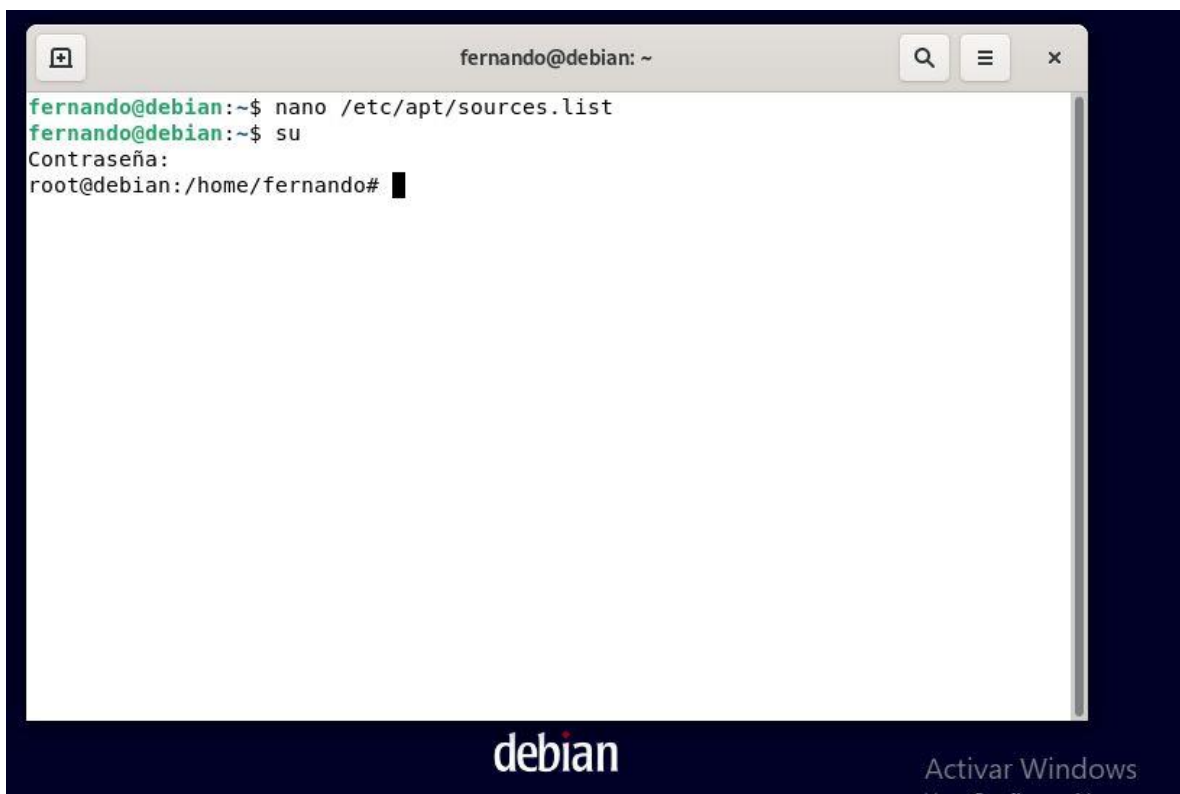 fernando@debian: ~
fernando@debian:~$ nano /etc/apt/sources.list
fernando@debian:~$ su
Contraseña:
root@debian:/home/fernando#
debian
Activar Windows